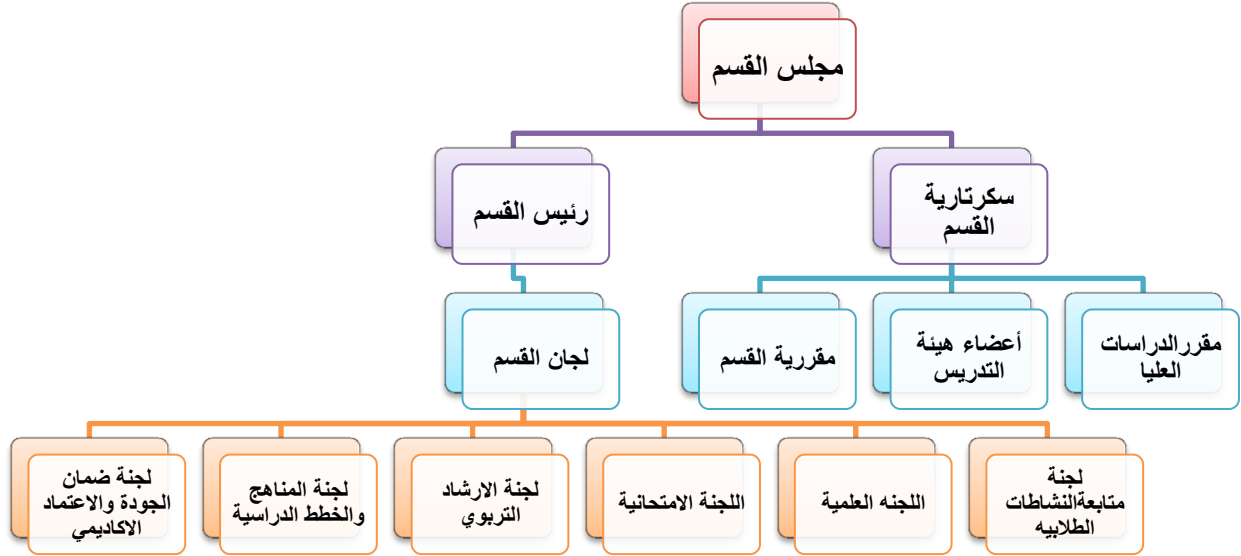 مجلس القسم
سكرتارية
القسم
رئيس القسم
مقررالدراسات
العليا
أعضاء هيئة
التدريس
مقررية القسم
لجان القسم
لجنة
متابعةالنشاطات
الطلابيه
اللجنه العلمية
اللجنة الامتحانية
لجنة الارشاد
التربوي
لجنة المناهج
والخطط الدراسية
لجنة ضمان
الجودة والاعتماد
الاكاديمي